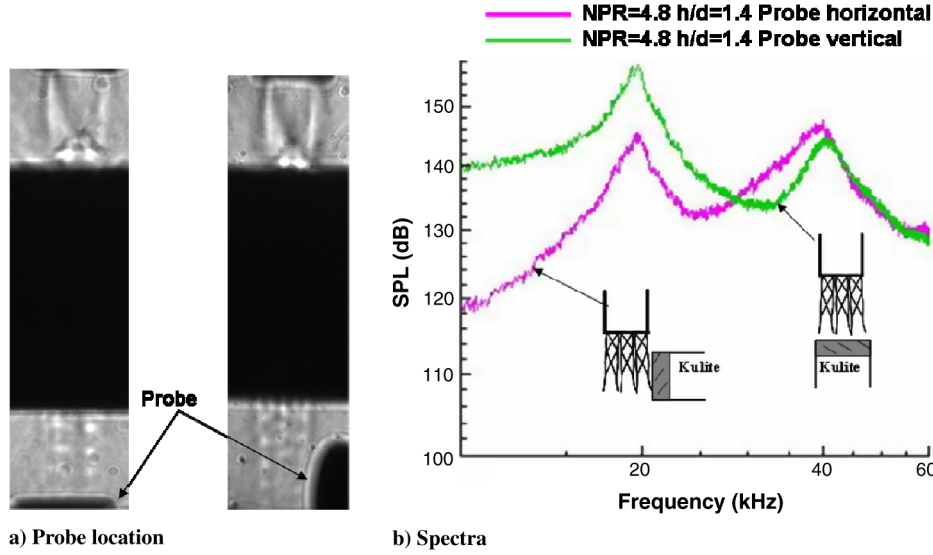 NPR=4.8 h/d=1.4 Probe horizontal
NPR=4.8 h/d=1.4 Probe vertical
Probe
a) Probe location
SPL (dB)
150
140
130
120
110
100
20
40
60
Frequency (kHz)
Kulite
Kulite
b) Spectra